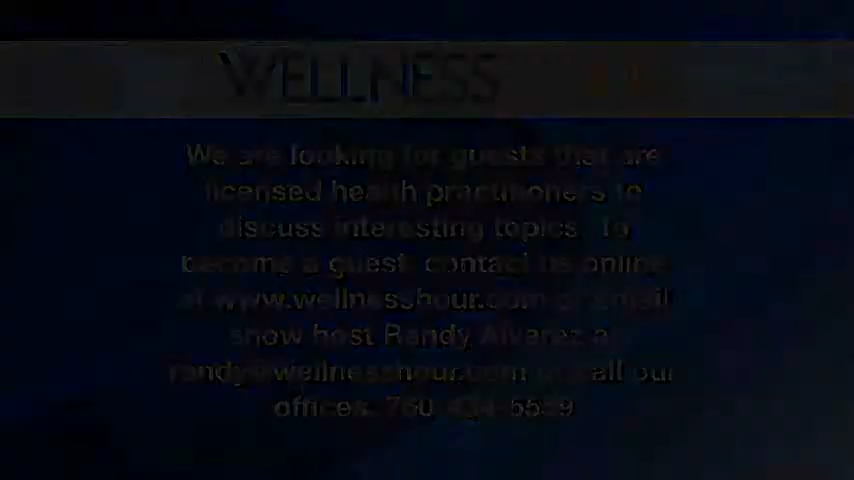 WELLNESS
We are looking for guests that are
licensed health practitioners to
discuss interesting topics. To
become a guest, contact us online
at www.wellnesshour.com or email
show host Randy Alvarez at
randy@wellnesshour.com or call our
offices.